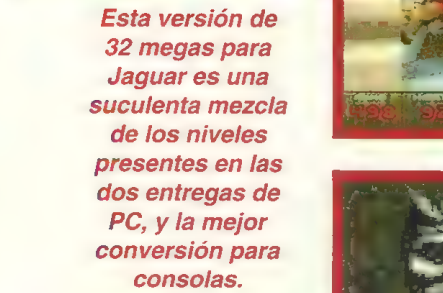 Esta versión de
32 megas para
Jaguar es una
suculenta mezcla
de los niveles
presentes en las
dos entregas de
PC, y la mejor
conversión para
consolas.